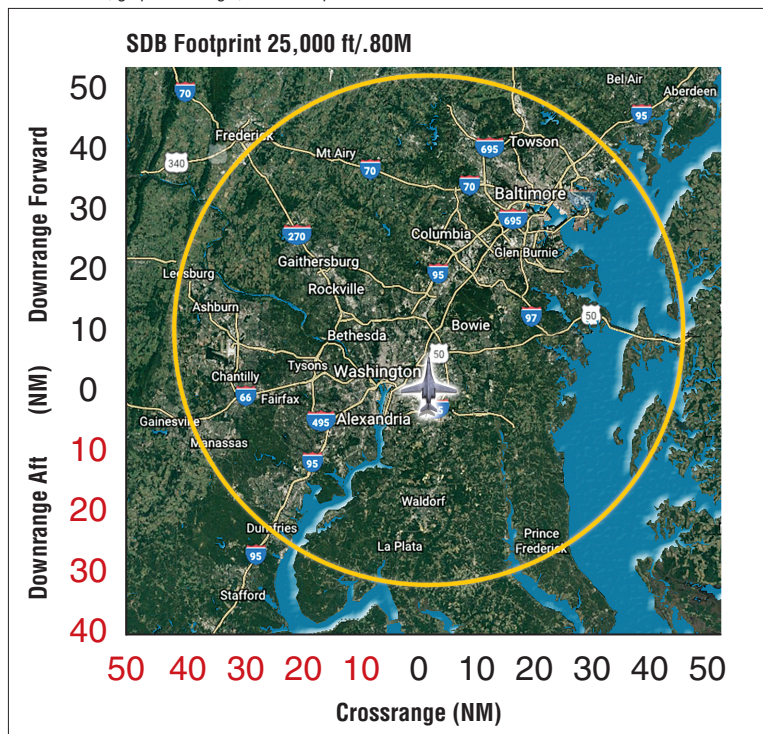 SDB Footprint 25,000 ft/.80M
50
40
30
20
10
0
10
20
30
40
Downrange Forward
(NM)
Downrange Aft
Bel Air
Aberdeen
70
95
Frederick
Towson
695
340
Mt Airy
70
70
Baltimore
695
695
270
Columbia
Gaithersburg
95
Glen Burnie
Leesburg
Rockville
Ashburn
97
50
Bethesda
Bowie
Tysons
50
Washington
Chantilly
66
Fairfax
Gainesville
495
Alexandria
Manassas
95
Waldorf
Dumfries
La Plata
Prince
Frederick
95
Stafford
50 40 30 20 10 0 10 20 30 40 50
Crossrange (NM)